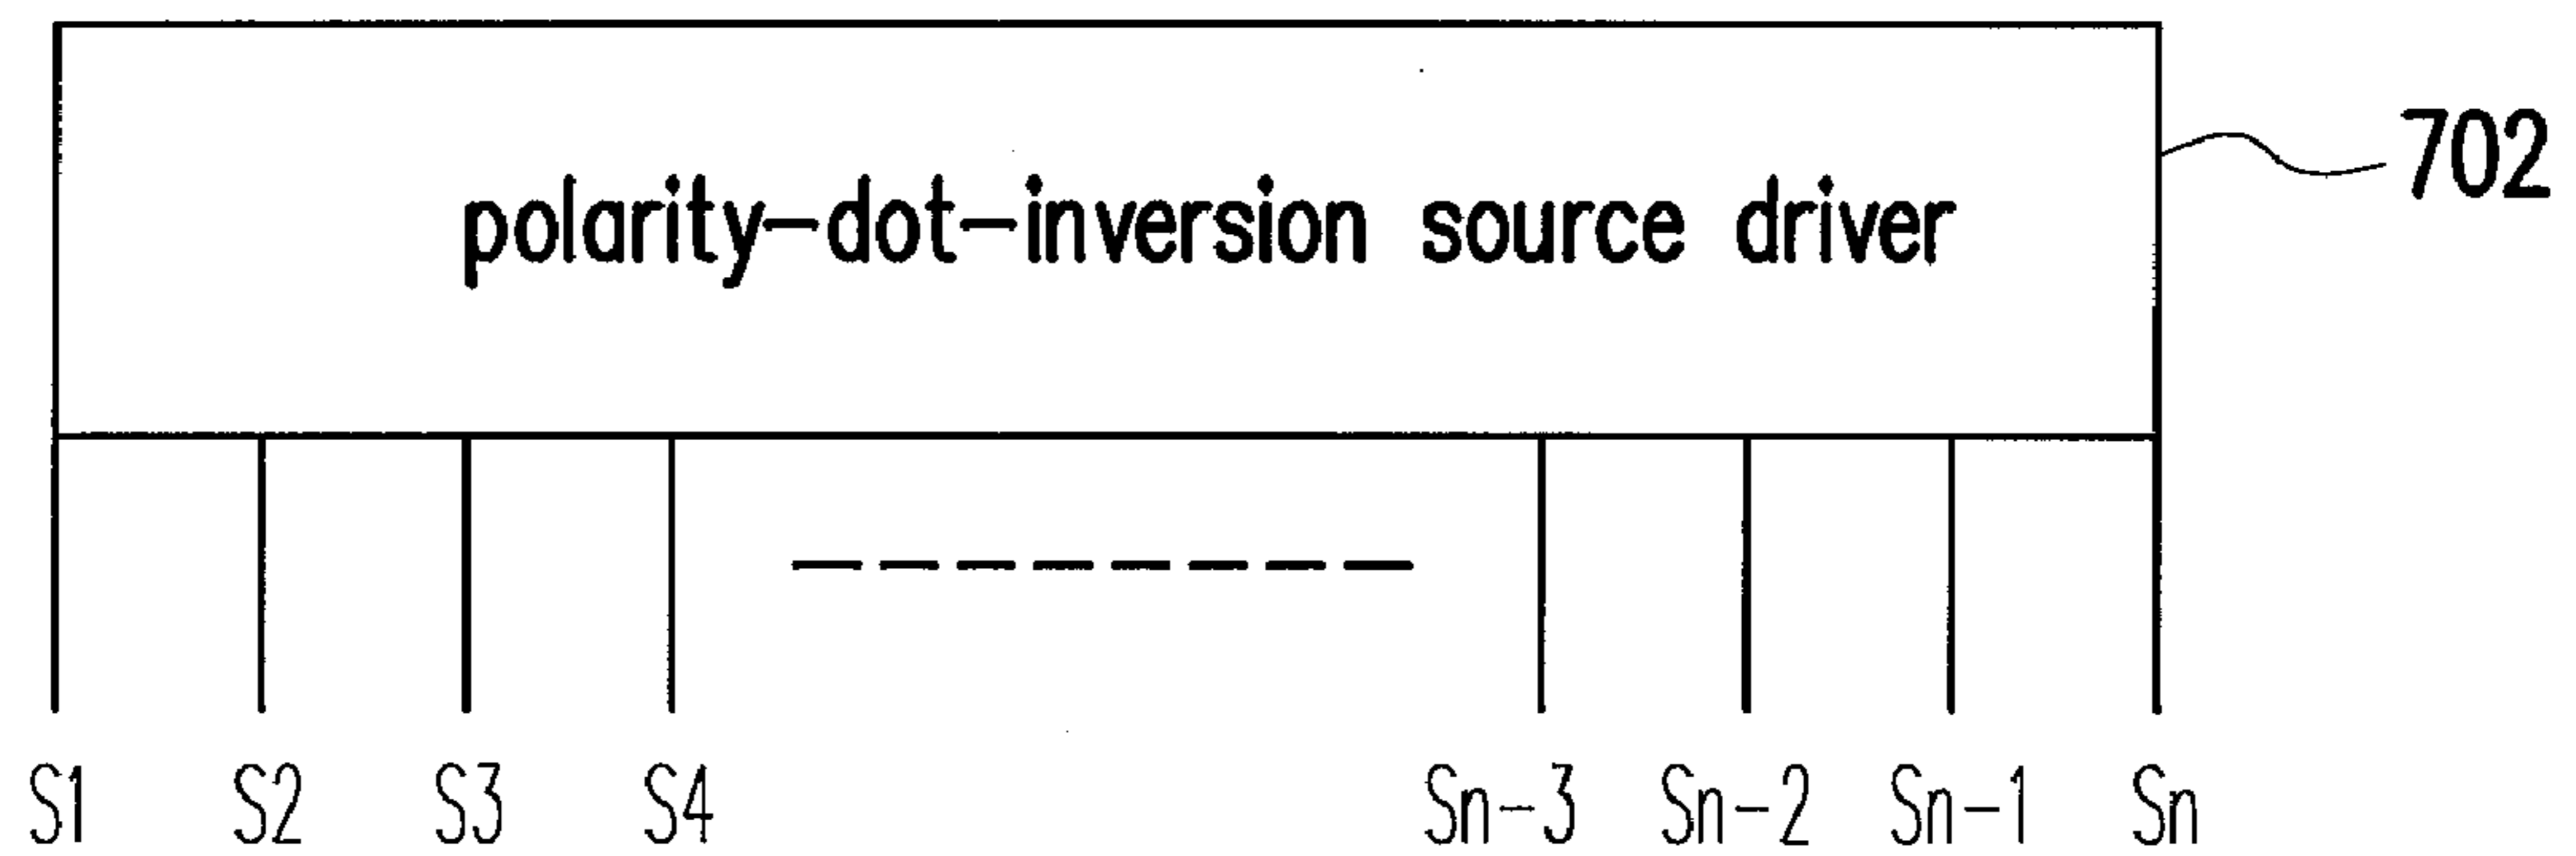 702
polarity-dot-inversion source driver
S1 S2 S3 S4 Sn-3 Sn-2 Sn-1 Sn